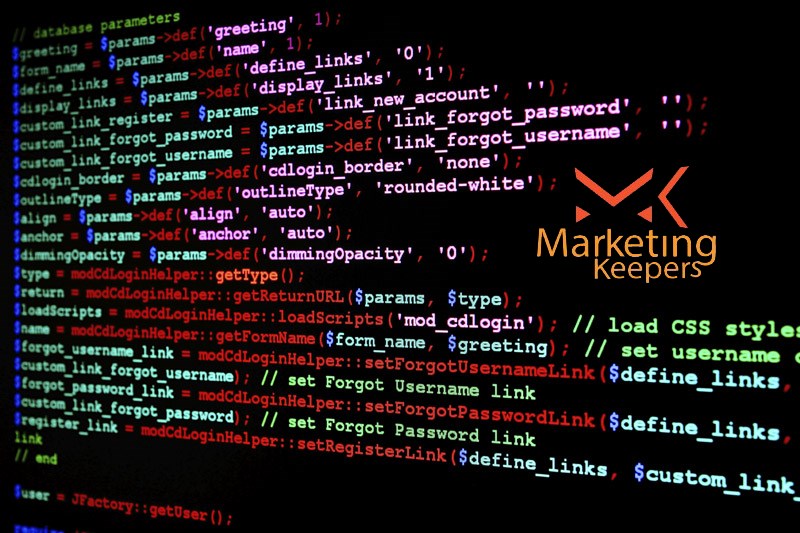 // database parameters
$greeting = $params->def('greeting', 1);
$form_name = $params->def('name', 1);
$define_links = $params->def('define_links', '0');
$display_links = $params->def('display_links', '1');
$custom_link_register = $params->def('link_new_account', '');
$custom_link_forgot_password = $params->def('link_forgot_password', '');
$custom_link_forgot_username = $params->def('link_forgot_username', '');
$cdlogin_border = $params->def('cdlogin_border', 'none');
$outlineType = $params->def('outlineType', 'rounded-white');
$align = $params->def('align', 'auto');
$anchor = $params->def('anchor', 'auto');
$dimmingOpacity = $params->def('dimmingOpacity', '0');
$type = modCdLoginHelper::getType();
$return = modCdLoginHelper::getReturnURL($params, $type);
$loadScripts = modCdLoginHelper::loadScripts('mod_cdlogin'); // load CSS styles
$name = modCdLoginHelper::getFormName($form_name, $greeting); // set username
$forgot_username_link = modCdLoginHelper::setForgotUsernameLink($define_links,
$custom_link_forgot_username); // set Forgot Username link
$forgot_password_link = modCdLoginHelper::setForgotPasswordLink($define_links,
$custom_link_forgot_password); // set Forgot Password link
$register_link = modCdLoginHelper::setRegisterLink($define_links, $custom_link_
link
// end
$user = JFactory::getUser();
Marketing
Keepers